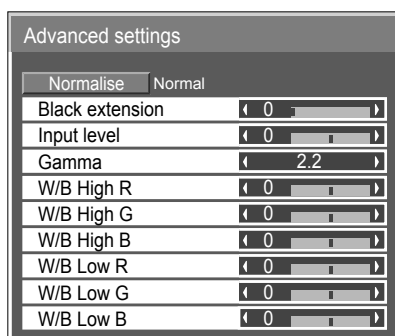 Advanced settings
Normalise Normal
Black extension 0
Input level 0
Gamma 2.2
W/B High R 0
W/B High G 0
W/B High B 0
W/B Low R 0
W/B Low G 0
W/B Low B 0